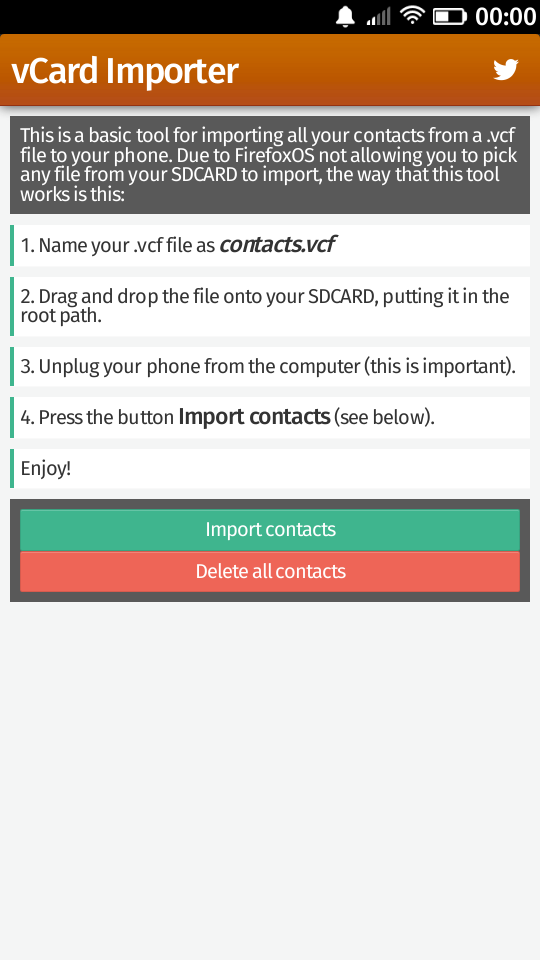 00:00
vCard Importer
This is a basic tool for importing all your contacts from a .vcf
file to your phone. Due to FirefoxOS not allowing you to pick
any file from your SDCARD to import, the way that this tool
works is this:
1. Name your .vcf file as contacts.vcf
2. Drag and drop the file onto your SDCARD, putting it in the
root path.
3. Unplug your phone from the computer (this is important).
4. Press the button Import contacts (see below).
Enjoy!
Import contacts
Delete all contacts